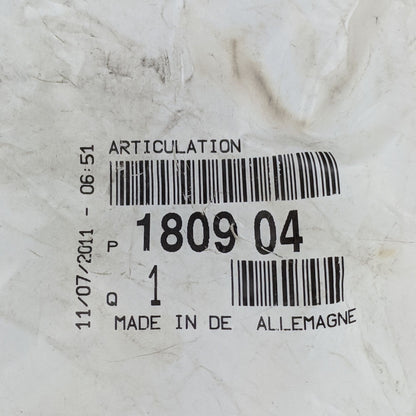 ARTICULATION
P 1809 04
Q 1
MADE IN DE ALLEMAGNE
11/07/2011 - 06:51